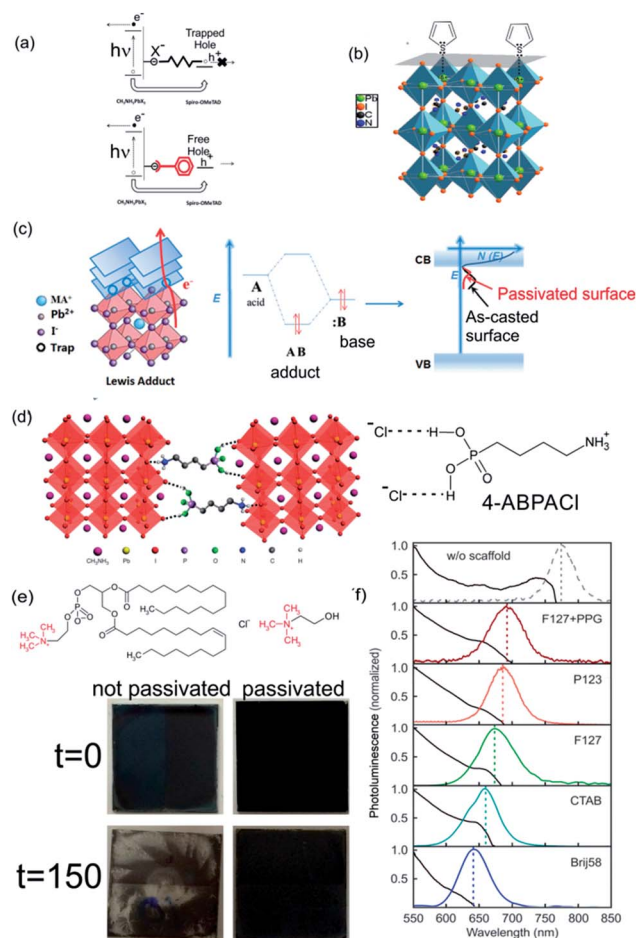 (a)
e⁻
hν
X⁻
Trapped
Hole
h⁺
CH₃NH₃PbX₃
Spiro-OMeTAD
e⁻
hν
Free
Hole
h⁺
CH₃NH₃PbX₃
Spiro-OMeTAD
(b)
S
S
Pb
I
C
N
(c)
MA⁺
Pb²⁺
I⁻
Trap
e⁻
Lewis Adduct
E
A
acid
:B
base
A B
adduct
CB
N (E)
E
Passivated surface
As-casted
surface
VB
(d)
CH₃NH₃
Pb
I
P
O
N
C
H
⁻Cl
H
O
OH
P
O
NH₃⁺
⁻Cl
H
4-ABPACl
(e)
H₃C
CH₃
N⁺
H₃C
O
P
O
O⁻
O
O
O
H₃C
O
H₃C
Cl⁻
CH₃
H₃C
N⁺
H₃C
OH
not passivated
passivated
t=0
t=150
(f)
1.0
w/o scaffold
0.5
1.0
F127+PPG
0.5
1.0
P123
0.5
1.0
F127
0.5
1.0
CTAB
0.5
1.0
Brij58
0.5
Photoluminescence (normalized)
550
600
650
700
750
800
850
Wavelength (nm)